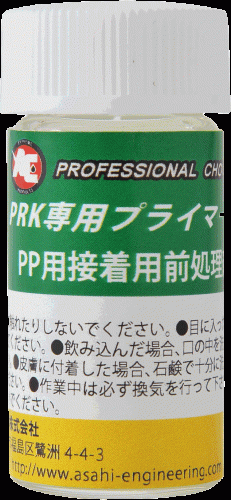 PROFESSIONAL CHO
PRK専用プライマー
PP用接着用前処理
触れたりしないでください。●目に入っ
ください。●飲み込んだ場合、口の中を
●皮膚に付着した場合、石鹸で十分に
●作業中は必ず換気を行って下
でください。
株式会社
福島区鷺洲 4-4-3
//www.asahi-engineering.com